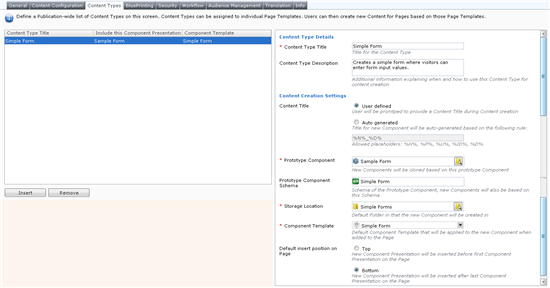 General
Content Configuration
Content Types
BluePrinting
Security
Workflow
Audience Management
Translation
Info
Define a Publication-wide list of Content Types on this screen. Content Types can be assigned to individual Page Templates. Users can then create new Content for Pages based on those Page Templates.
Content Type Title
Include this Component Presentation
Component Template
Simple Form
Sample Form
Simple Form
Insert
Remove
Content Type Details
* Content Type Title
Simple Form
Title for the Content Type
Content Type Description
Creates a simple form where visitors can
enter form input values.
Additional information explaining when and how to use this Content Type for
content creation
Content Creation Settings
Content Title
User defined
User will be prompted to provide a Content Title during Content creation
Auto generated
Title for new Component will be auto-generated based on the following rule:
%N%_%D%
* Prototype Component
Sample Form
New Components will be cloned based on this prototype Component
Prototype Component
Schema
Simple Form
Schema of the Prototype Component, new Components will also be based on
this Schema.
* Storage Location
Simple Forms
Default Folder in that the new Component will be created in
* Component Template
Simple Form
Default Component Template that will be applied to the new Component when
added to the Page
Default insert position on
Page
Top
New Component Presentation will be inserted before first Component
Presentation on the Page
Bottom
New Component Presentation will be inserted after last Component
Presentation on the Page